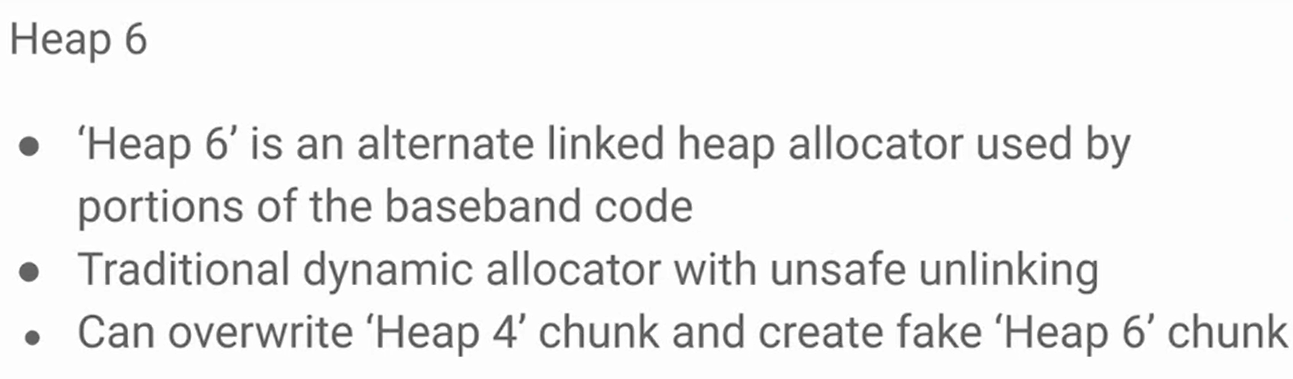 Heap 6
● ‘Heap 6’ is an alternate linked heap allocator used by
portions of the baseband code
● Traditional dynamic allocator with unsafe unlinking
● Can overwrite ‘Heap 4’ chunk and create fake ‘Heap 6’ chunk